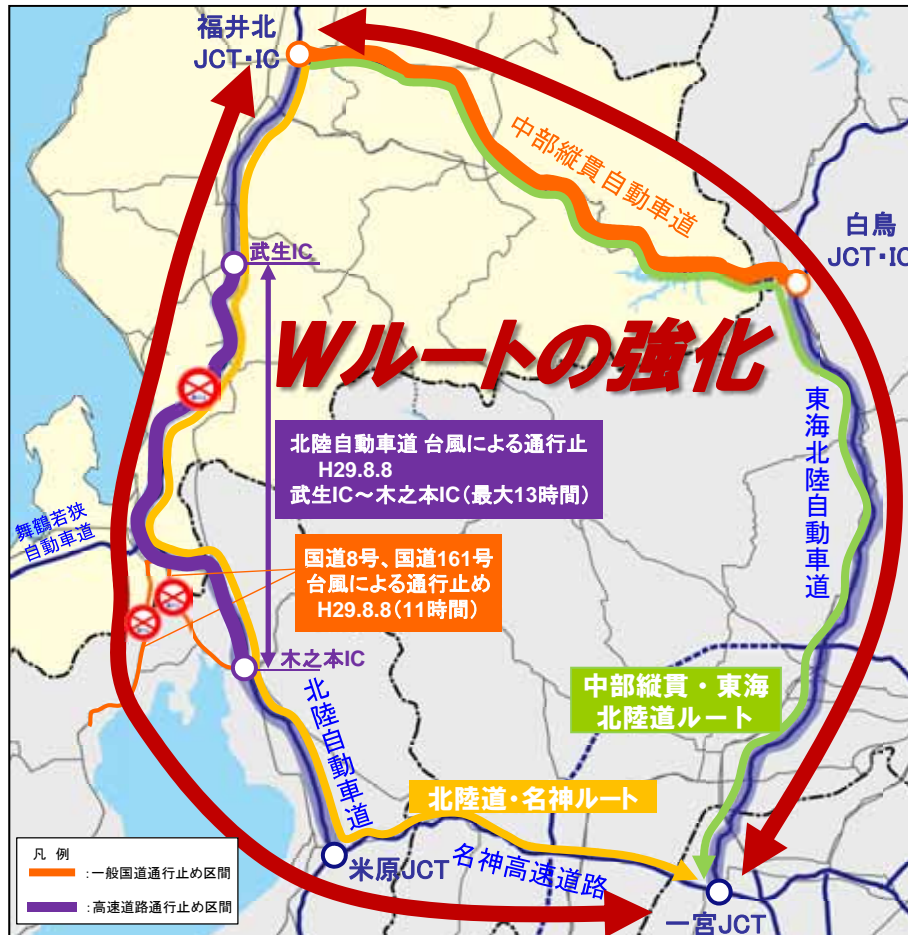 福井北
JCT・IC
中部縦貫自動車道
白鳥
JCT・IC
武生IC
Wルートの強化
北陸自動車道 台風による通行止
H29.8.8
武生IC～木之本IC（最大13時間）
東海北陸自動車道
舞鶴若狭
自動車道
国道8号、国道161号
台風による通行止め
H29.8.8（11時間）
木之本IC
北陸自動車道
中部縦貫・東海
北陸道ルート
北陸道・名神ルート
米原JCT
名神高速道路
一宮JCT
凡 例
：一般国道通行止め区間
：高速道路通行止め区間